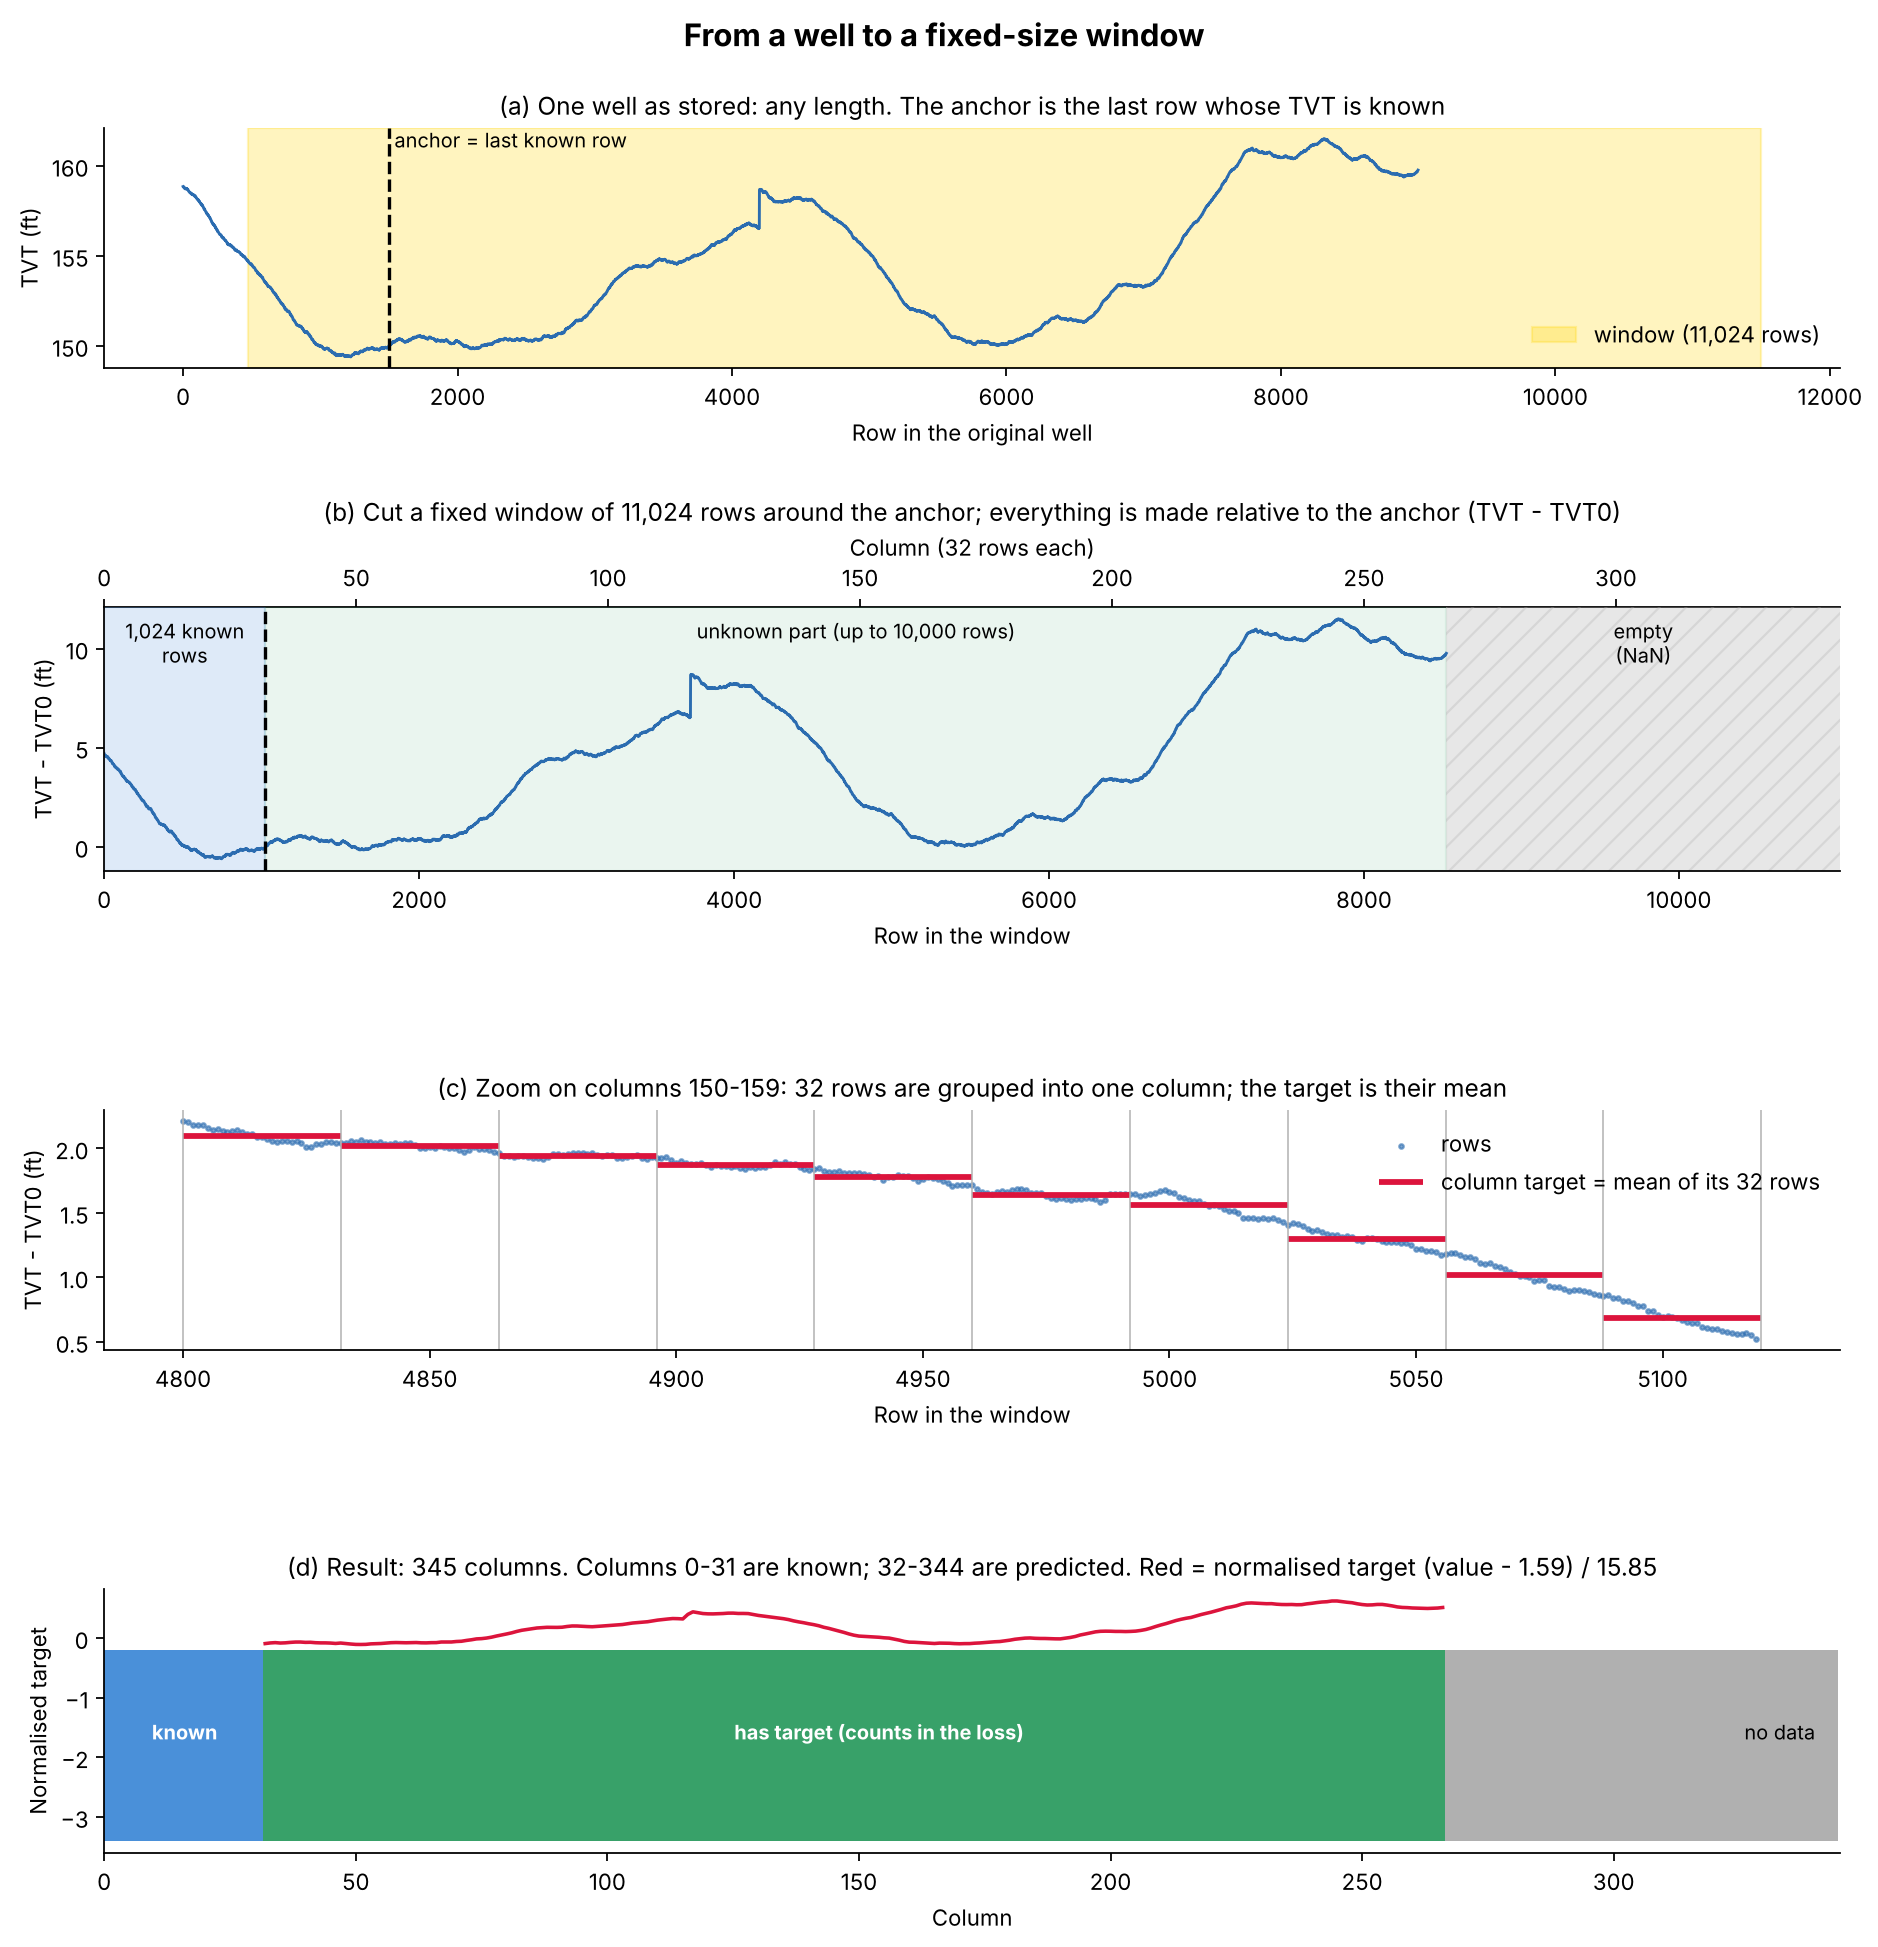 From a well to a fixed-size window
(a) One well as stored: any length. The anchor is the last row whose TVT is known
anchor = last known row
160
155
150
TVT (ft)
window (11,024 rows)
0 2000 4000 6000 8000 10000 12000
Row in the original well
(b) Cut a fixed window of 11,024 rows around the anchor; everything is made relative to the anchor (TVT - TVT0)
Column (32 rows each)
0 50 100 150 200 250 300
1,024 known
rows
unknown part (up to 10,000 rows)
empty
(NaN)
10
5
0
TVT - TVT0 (ft)
0 2000 4000 6000 8000 10000
Row in the window
(c) Zoom on columns 150-159: 32 rows are grouped into one column; the target is their mean
rows
column target = mean of its 32 rows
2.0
1.5
1.0
0.5
TVT - TVT0 (ft)
4800 4850 4900 4950 5000 5050 5100
Row in the window
(d) Result: 345 columns. Columns 0-31 are known; 32-344 are predicted. Red = normalised target (value - 1.59) / 15.85
0
−1
−2
−3
Normalised target
known
has target (counts in the loss)
no data
0 50 100 150 200 250 300
Column